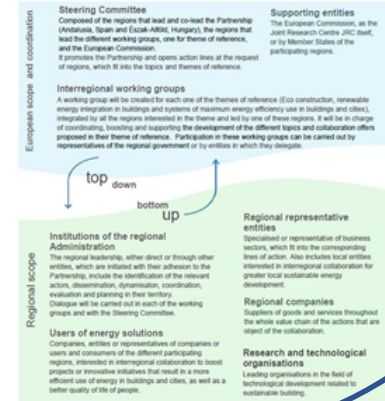 Steering Committee
Composed of the regions that lead and co-lead the Partnership
(Andalusia, Spain and Észak-Alföld, Hungary), the regions that
lead the different working groups, one for theme of reference,
and the European Commission.
It promotes the Partnership and opens action lines at the request
of regions, which fit into the topics and themes of reference.
Supporting entities
The European Commission, as the
Joint Research Centre JRC itself,
or by Member States of the
participating regions.
European scope and coordination
Interregional working groups
A working group will be created for each one of the themes of reference (Eco construction, renewable
energy integration in buildings and systems of maximum energy efficiency use in buildings and cities),
integrated by all the regions interested in the theme and led by one of these regions. It will be in charge
of coordinating, boosting and supporting the development of the different topics and collaboration offers
proposed in their theme of reference. Participation in these working groups can be carried out by
representatives of the regional government or by entities in which they delegate.
top down
bottom up
Regional scope
Institutions of the regional
Administration
The regional leadership, either direct or through other
entities, which are initiated with their adhesion to the
Partnership, include the identification of the relevant
actors, dissemination, dynamisation, coordination,
evaluation and planning in their territory.
Dialogue will be carried out in each of the working
groups and with the Steering Committee.
Users of energy solutions
Companies, entities or representatives of companies or
users and consumers of the different participating
regions, interested in interregional collaboration to boost
projects or innovative initiatives that result in a more
efficient use of energy in buildings and cities, as well as a
better quality of life of people.
Regional representative
entities
Specialised or representative of business
sectors, which fit into the corresponding
lines of action. Also includes local entities
interested in interregional collaboration for
greater local sustainable energy
development.
Regional companies
Suppliers of goods and services throughout
the whole value chain of the actions that are
object of the collaboration.
Research and technological
organisations
Leading organisations in the field of
technological development related to
sustainable building.